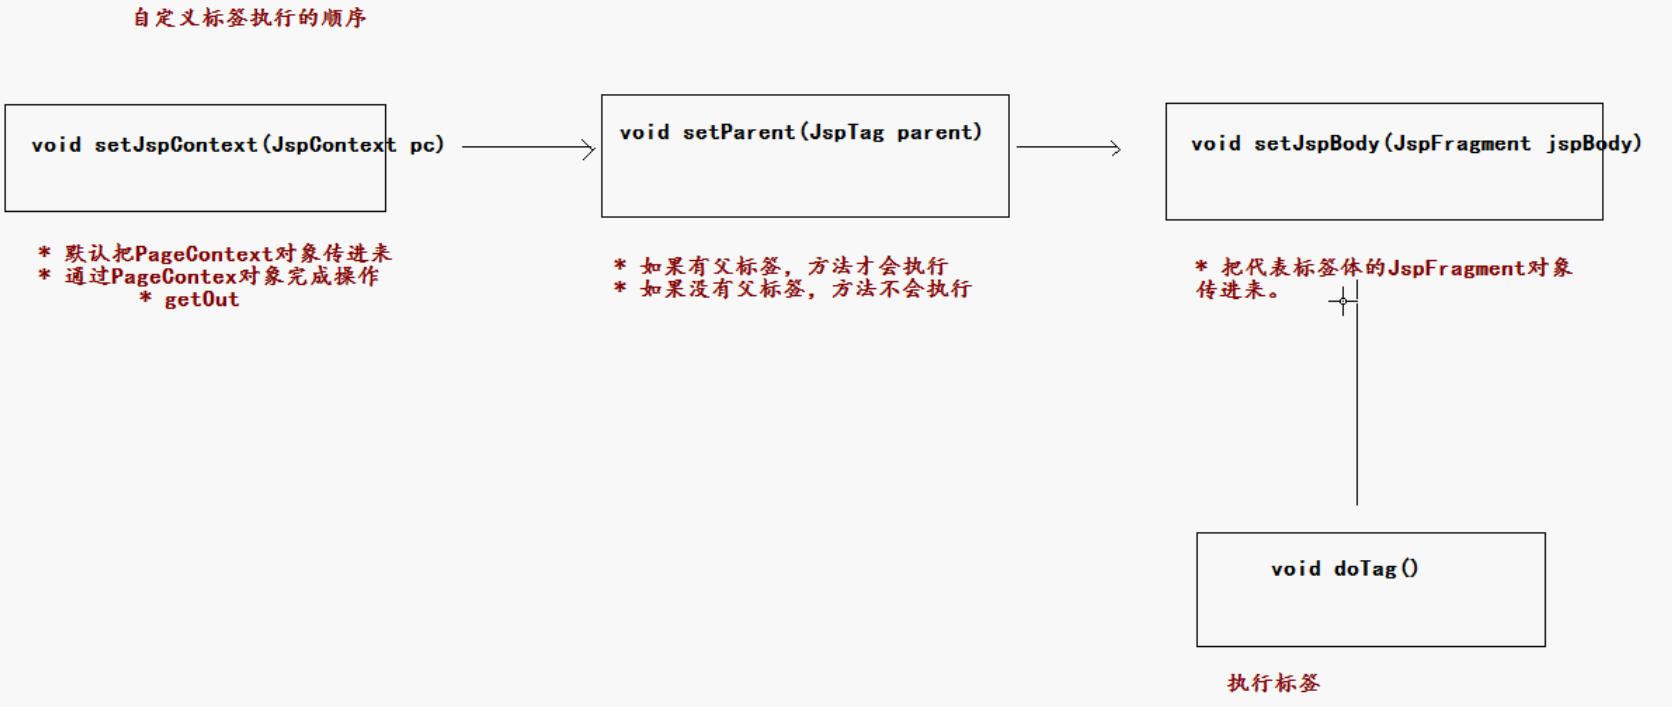 自定义标签执行的顺序
void setJspContext(JspContext pc)
void setParent(JspTag parent)
void setJspBody(JspFragment jspBody)
* 默认把PageContext对象传进来
* 通过PageContex对象完成操作
* getOut
* 如果有父标签，方法才会执行
* 如果没有父标签，方法不会执行
* 把代表标签体的JspFragment对象
传进来。
void doTag()
执行标签